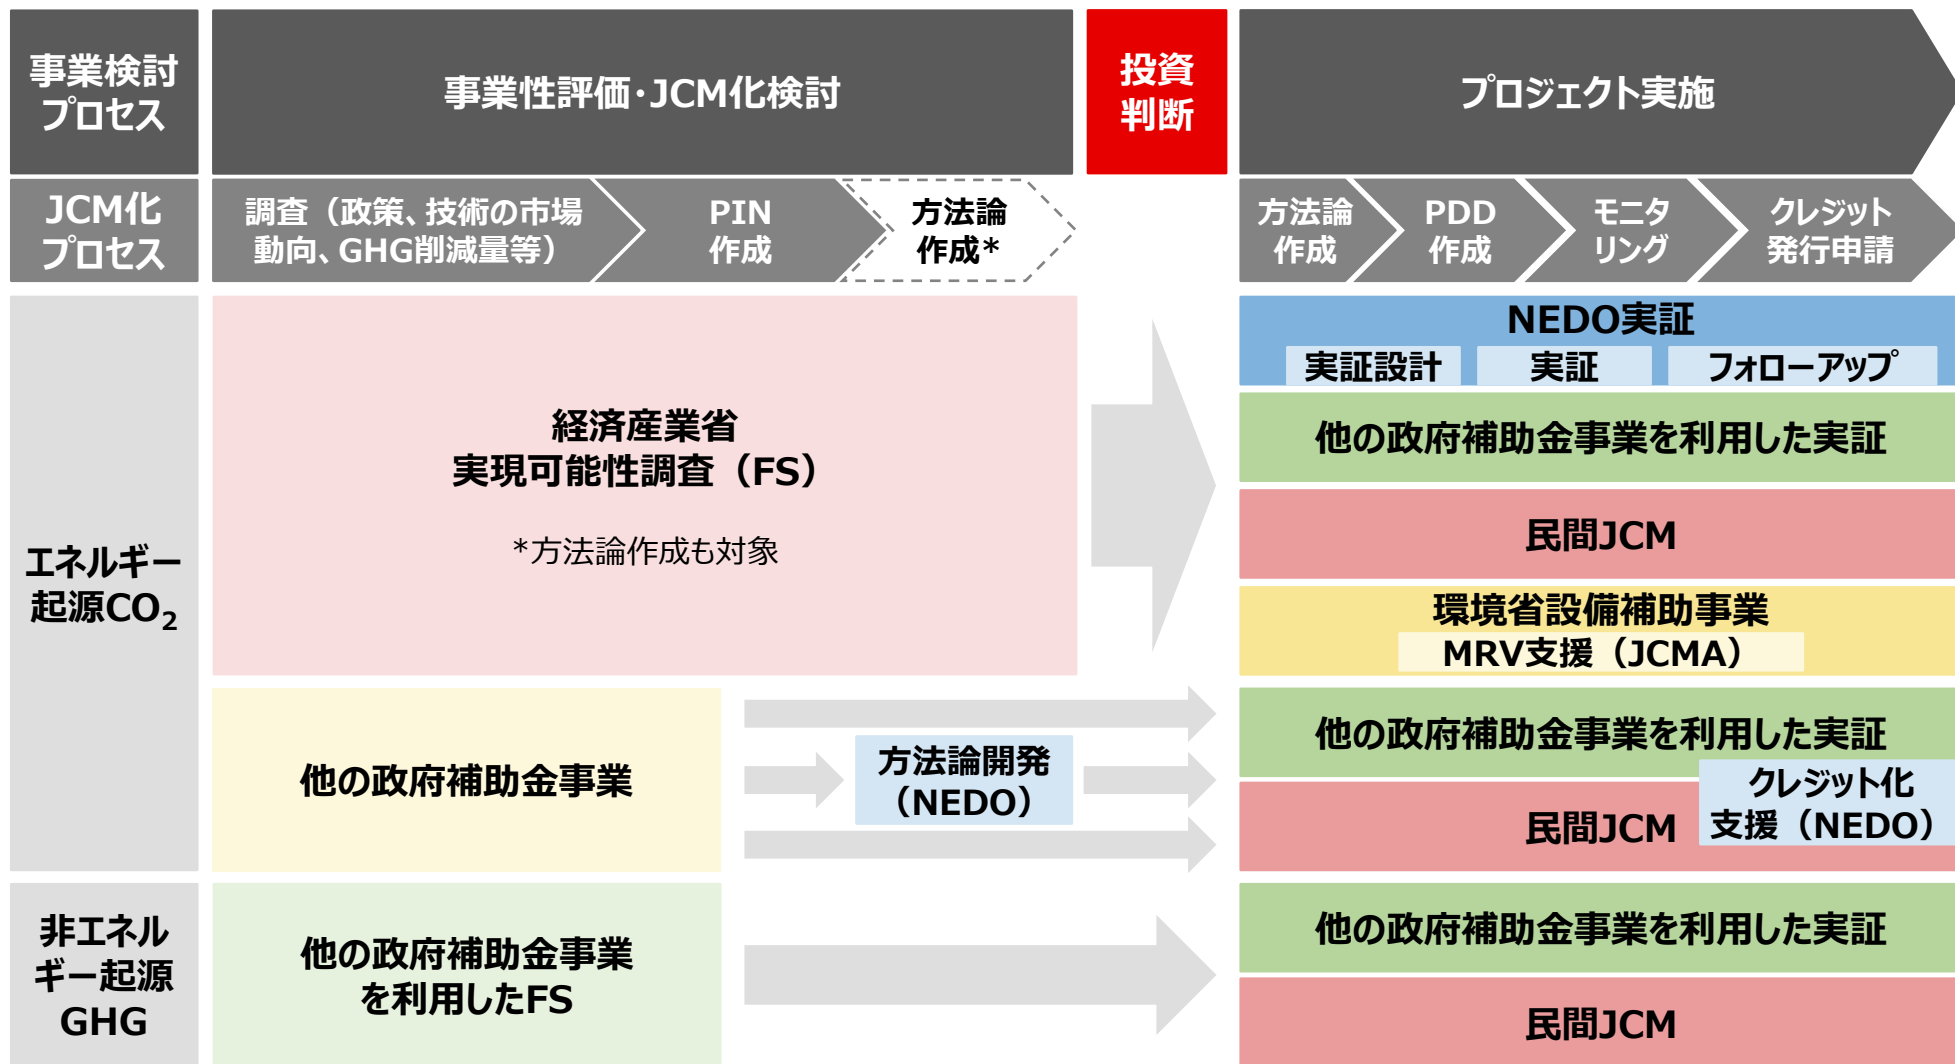 事業検討
プロセス
事業性評価・JCM化検討
投資
判断
プロジェクト実施
JCM化
プロセス
調査（政策、技術の市場
動向、GHG削減量等）
PIN
作成
方法論
作成*
方法論
作成
PDD
作成
モニタ
リング
クレジット
発行申請
エネルギー
起源CO₂
経済産業省
実現可能性調査（FS）
*方法論作成も対象
NEDO実証
実証設計
実証
フォローアップ
他の政府補助金事業を利用した実証
民間JCM
環境省設備補助事業
MRV支援（JCMA）
他の政府補助金事業
方法論開発
（NEDO）
他の政府補助金事業を利用した実証
クレジット化
支援（NEDO）
民間JCM
非エネル
ギー起源
GHG
他の政府補助金事業
を利用したFS
他の政府補助金事業を利用した実証
民間JCM